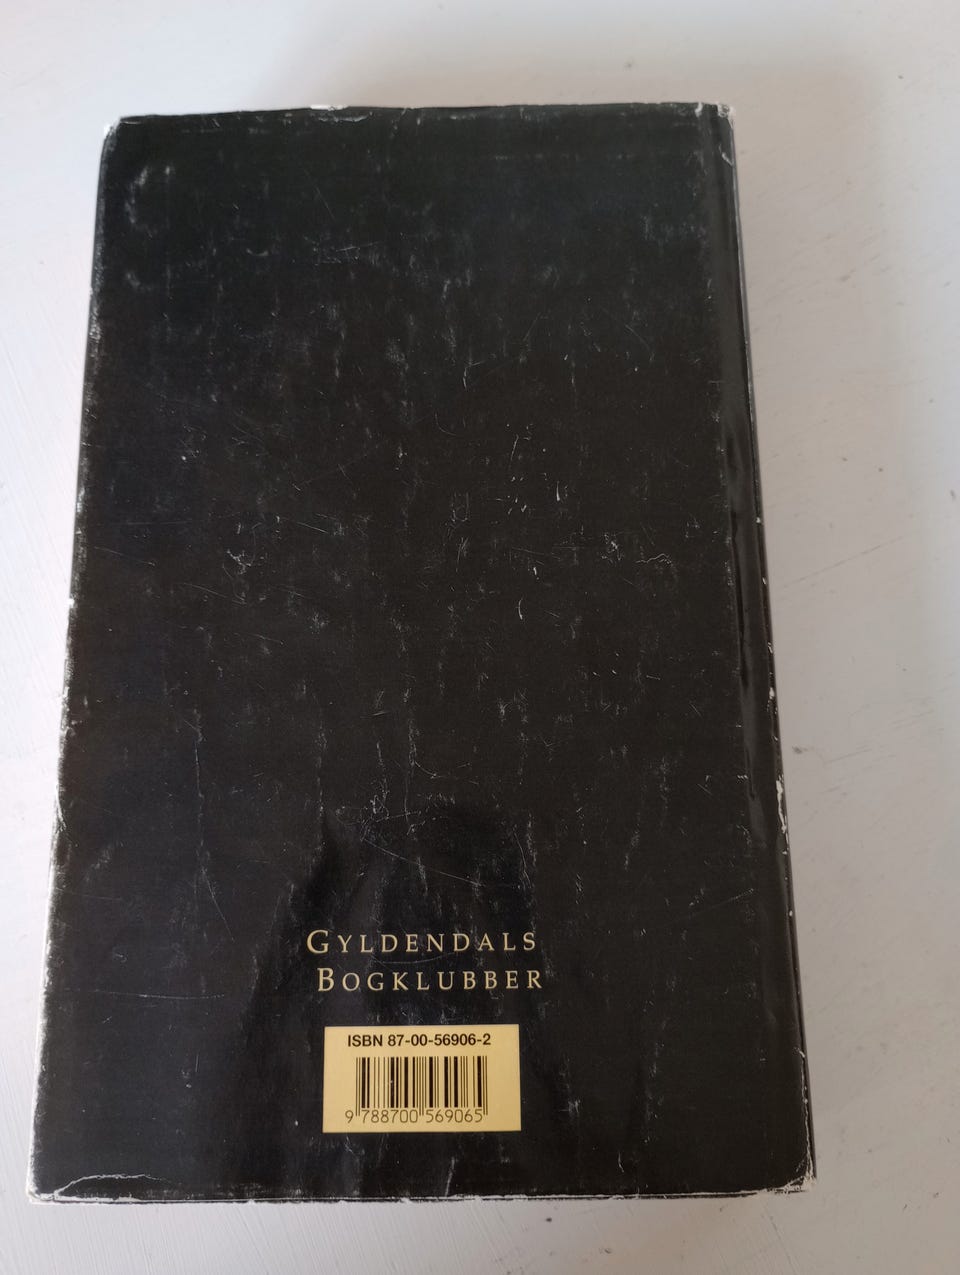 GYLDENDALS
BOGKLUBBER
ISBN 87-00-56906-2
9 788700 569065